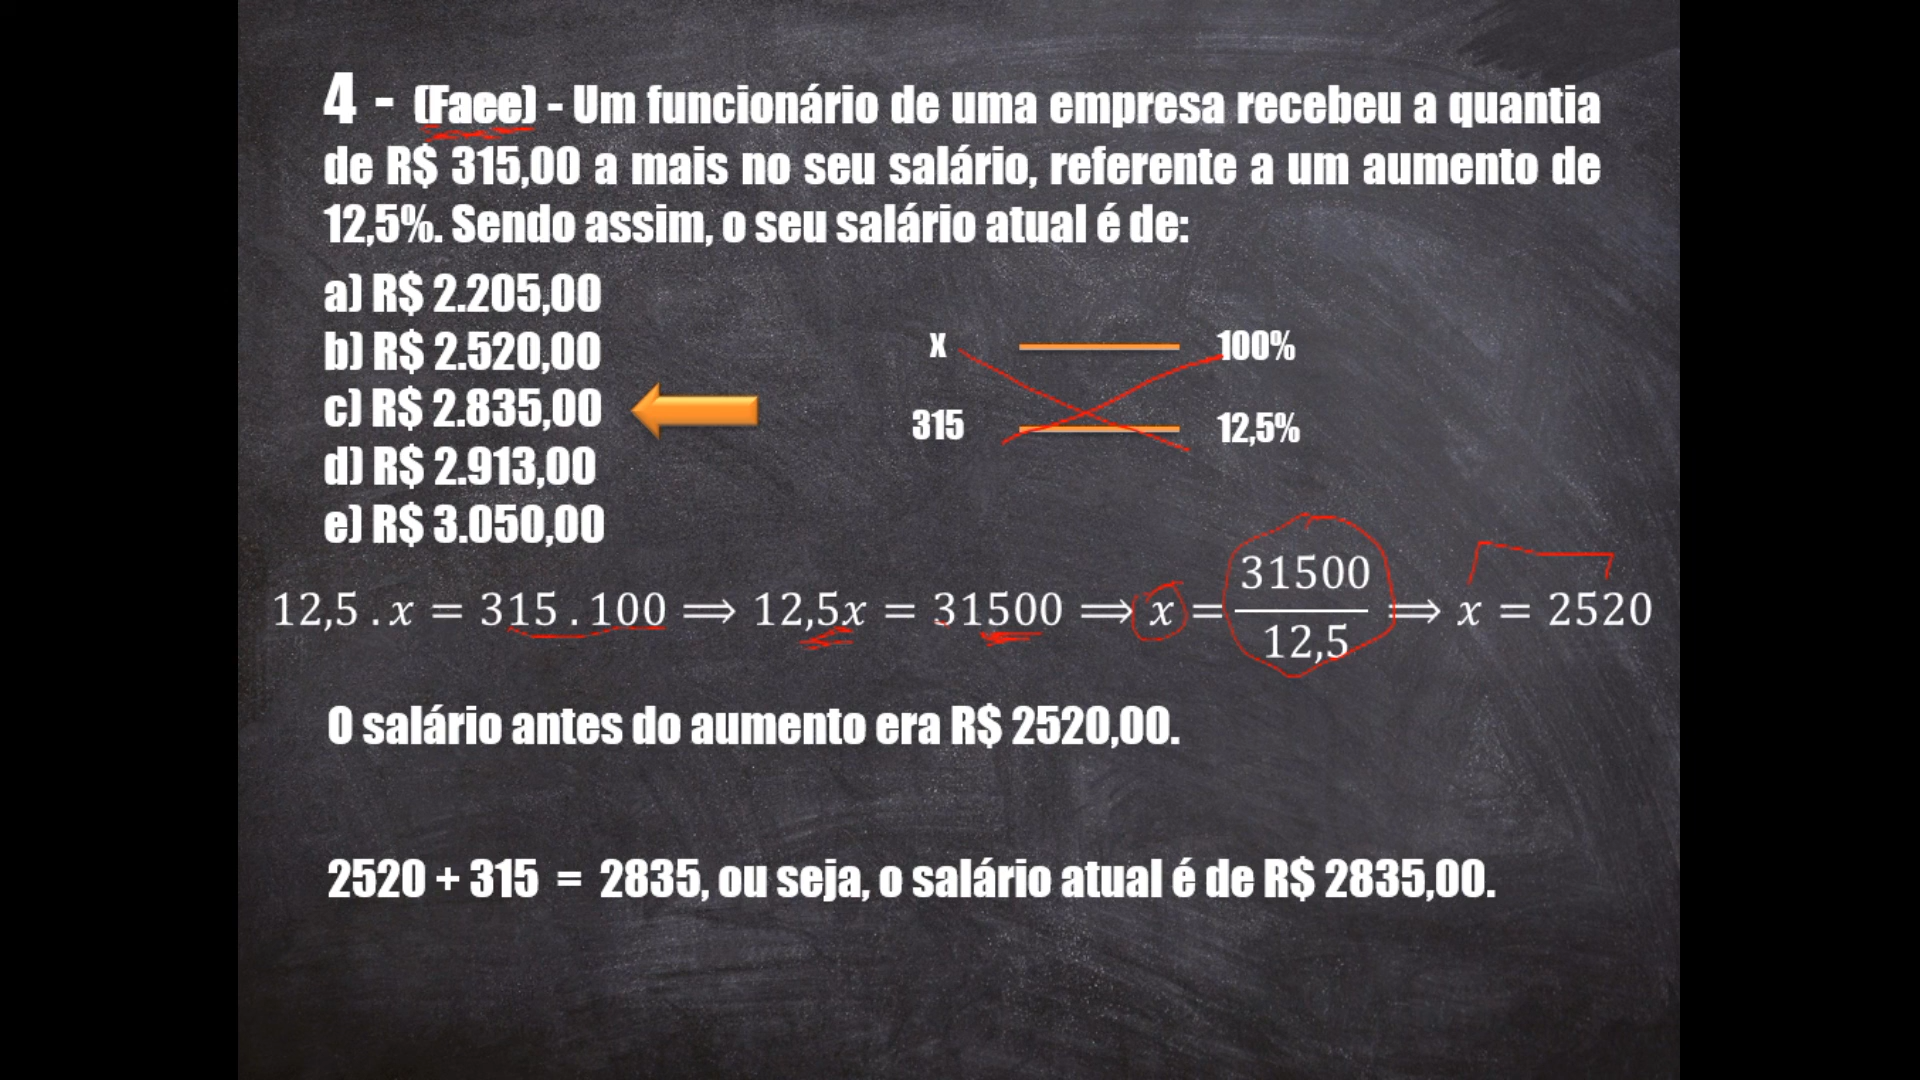 4 - (Faee) - Um funcionário de uma empresa recebeu a quantia
de R$ 315,00 a mais no seu salário, referente a um aumento de
12,5%. Sendo assim, o seu salário atual é de:
a) R$ 2.205,00
b) R$ 2.520,00
c) R$ 2.835,00
d) R$ 2.913,00
e) R$ 3.050,00
x 100%
315 12,5%
12,5 . x = 315 . 100 ⟹ 12,5x = 31500 ⟹ x = 31500/12,5 ⟹ x = 2520
O salário antes do aumento era R$ 2520,00.
2520 + 315 = 2835, ou seja, o salário atual é de R$ 2835,00.